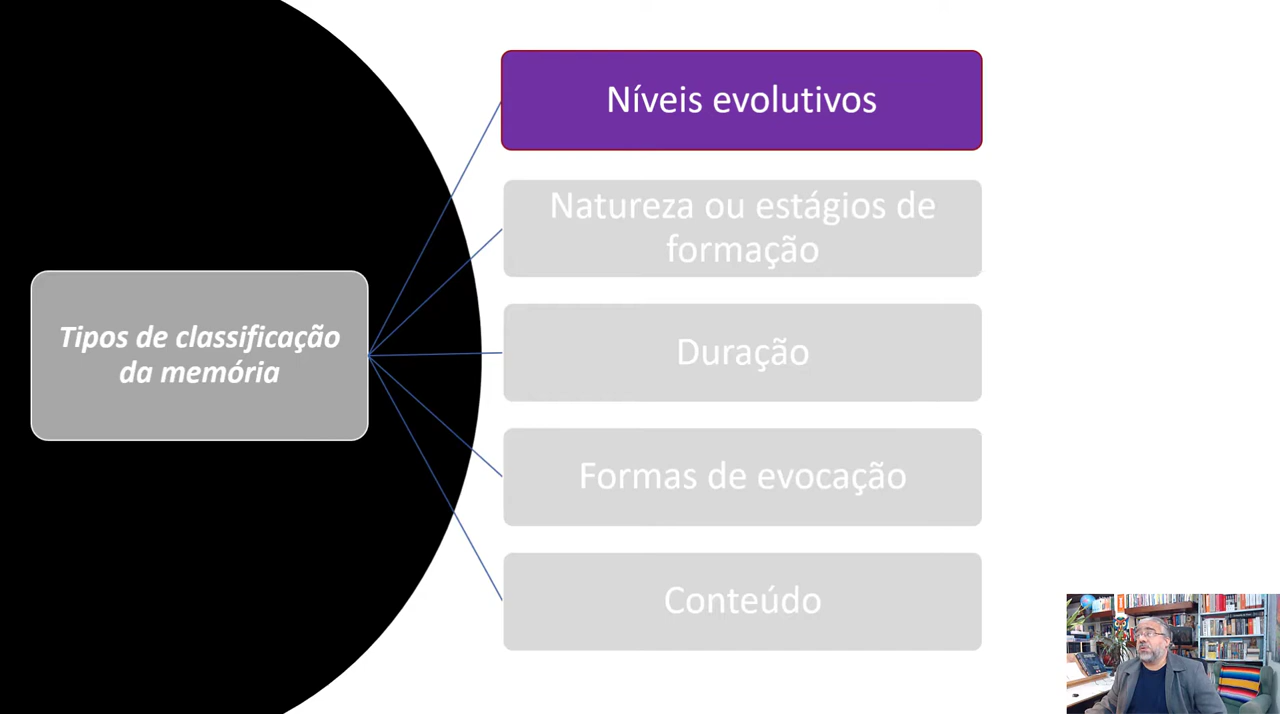 Tipos de classificação
da memória
Níveis evolutivos
Natureza ou estágios de
formação
Duração
Formas de evocação
Conteúdo